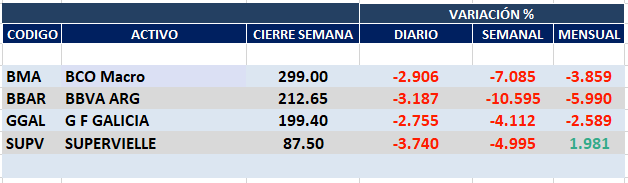 VARIACIÓN %
CODIGO ACTIVO CIERRE SEMANA DIARIO SEMANAL MENSUAL
BMA BCO Macro 299.00 -2.906 -7.085 -3.859
BBAR BBVA ARG 212.65 -3.187 -10.595 -5.990
GGAL G F GALICIA 199.40 -2.755 -4.112 -2.589
SUPV SUPERVIELLE 87.50 -3.740 -4.995 1.981